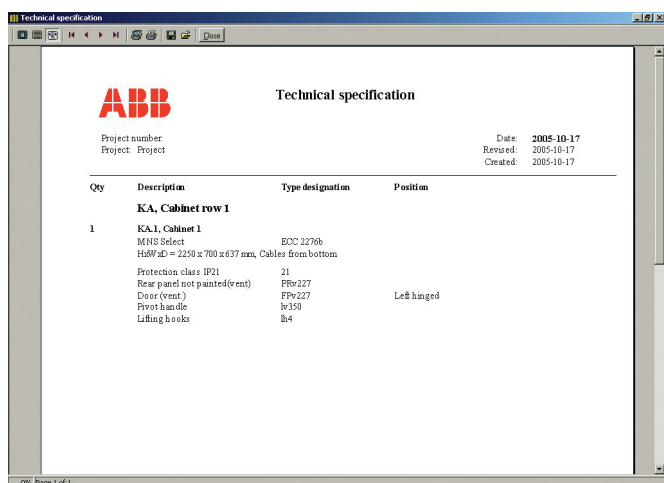 Technical specification
Close
ABB
Technical specification
Project number:
Project: Project
Date: 2005-10-17
Revised: 2005-10-17
Created: 2005-10-17
Qty Description Type designation Position
KA, Cabinet row 1
1 KA.1, Cabinet 1
MNS Select ECC 2276b
HxWxD = 2250 x 700 x 637 mm, Cables from bottom
Protection class IP21 21
Rear panel not painted(vent) PRv227
Door (vent.) FPv227 Left hinged
Pivot handle lv350
Lifting hooks lh4
0% Page 1 of 1